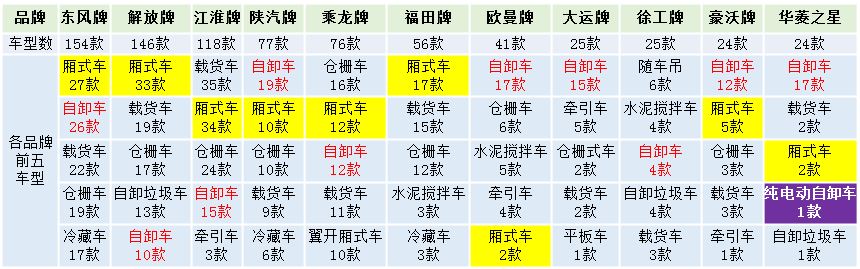 品牌 东风牌 解放牌 江淮牌 陕汽牌 乘龙牌 福田牌 欧曼牌 大运牌 徐工牌 豪沃牌 华菱之星
车型数 154款 146款 118款 77款 76款 56款 41款 25款 25款 24款 24款
各品牌
前五
车型
厢式车 厢式车 载货车 自卸车 仓栅车 厢式车 自卸车 自卸车 随车吊 自卸车 自卸车
27款 33款 35款 19款 16款 17款 17款 15款 6款 12款 17款
自卸车 载货车 厢式车 厢式车 厢式车 载货车 仓栅车 牵引车 水泥搅拌车 厢式车 载货车
26款 19款 34款 10款 12款 15款 6款 5款 4款 5款 2款
载货车 仓栅车 仓栅车 仓栅车 自卸车 仓栅车 水泥搅拌车 仓栅式车 自卸车 仓栅车 厢式车
22款 17款 24款 10款 12款 12款 5款 2款 4款 3款 2款
仓栅车 自卸垃圾车 自卸车 载货车 载货车 水泥搅拌车 牵引车 载货车 自卸垃圾车 载货车 纯电动自卸车
19款 13款 15款 9款 11款 3款 4款 2款 4款 3款 1款
冷藏车 自卸车 牵引车 冷藏车 翼开厢式车 冷藏车 厢式车 平板车 载货车 牵引车 自卸垃圾车
17款 10款 3款 6款 10款 3款 2款 1款 3款 1款 1款